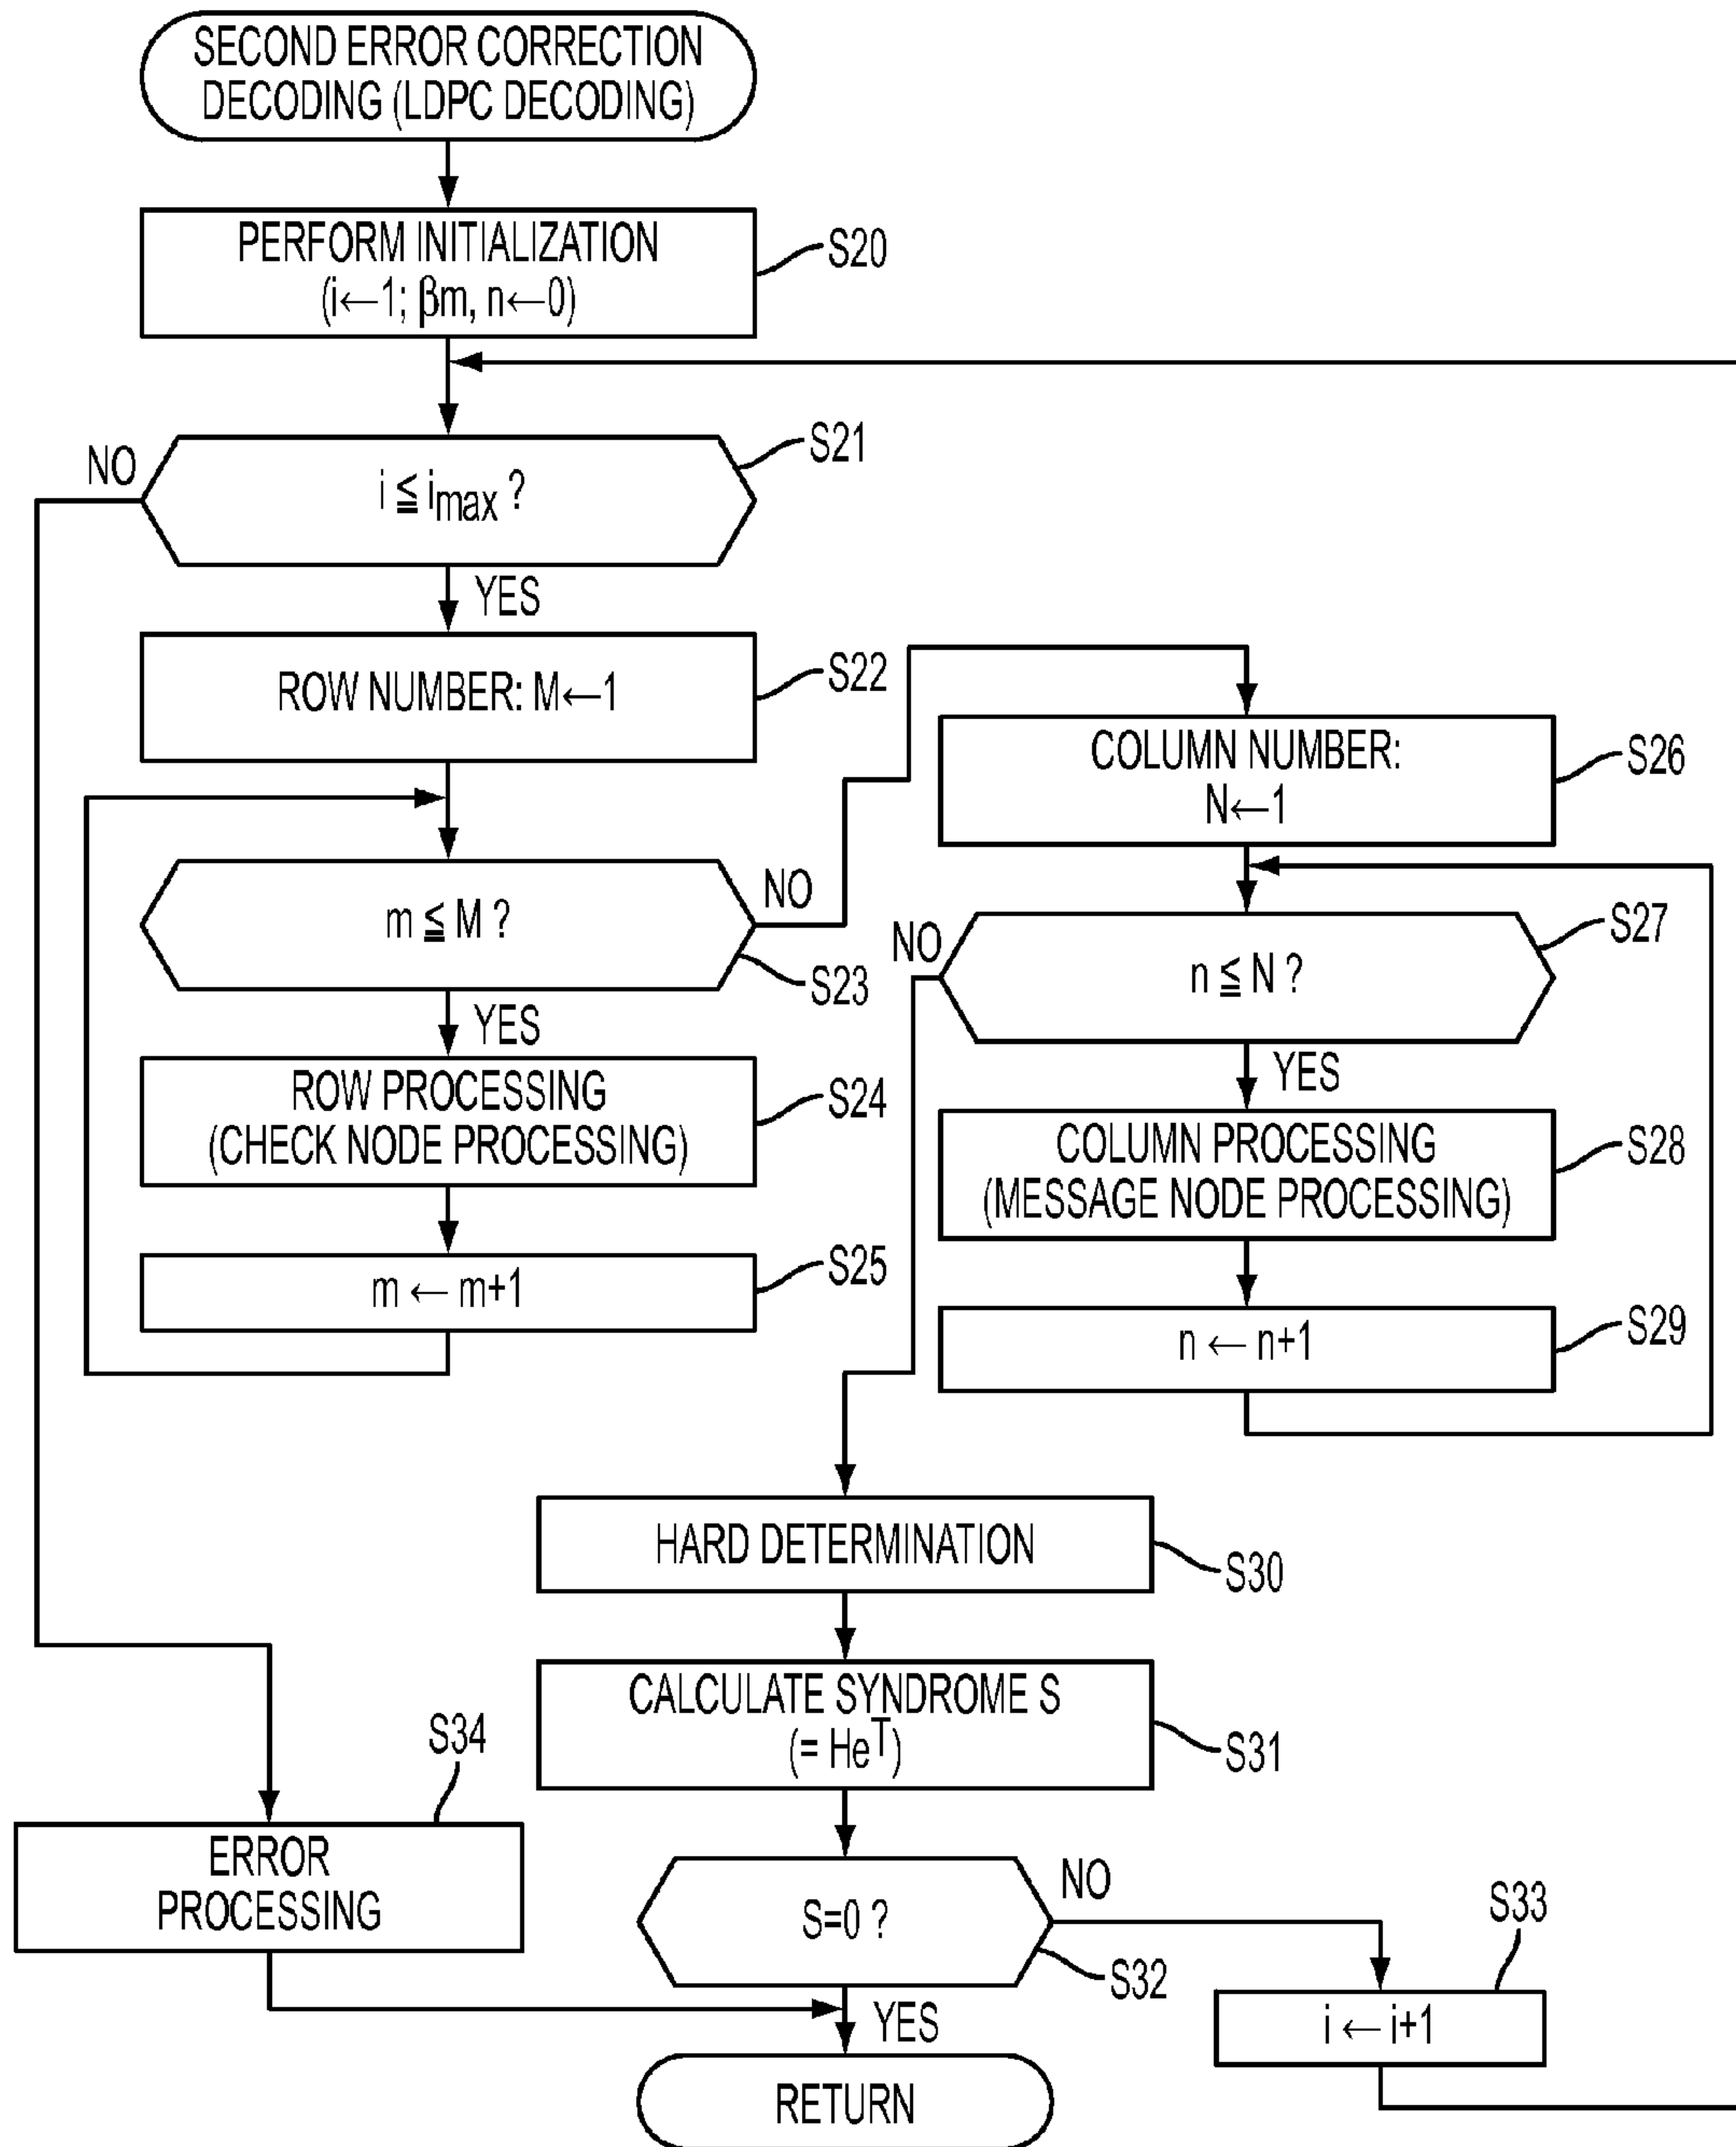 SECOND ERROR CORRECTION
DECODING (LDPC DECODING)
PERFORM INITIALIZATION
(i←1; βm, n←0)
S20
S21
NO
i ≦ imax ?
YES
ROW NUMBER: M←1
S22
m ≦ M ?
NO
S23
YES
ROW PROCESSING
(CHECK NODE PROCESSING)
S24
m ← m+1
S25
COLUMN NUMBER:
N←1
S26
NO
n ≦ N ?
S27
YES
COLUMN PROCESSING
(MESSAGE NODE PROCESSING)
S28
n ← n+1
S29
HARD DETERMINATION
S30
CALCULATE SYNDROME S
(= Heᵀ)
S31
S34
ERROR
PROCESSING
S=0 ?
NO
S32
YES
S33
i ← i+1
RETURN